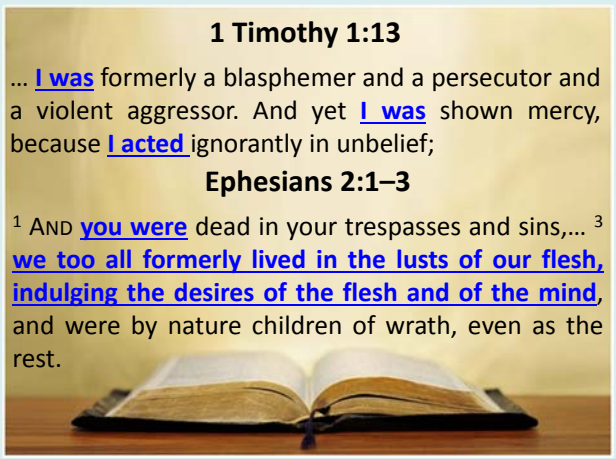 1 Timothy 1:13
… I was formerly a blasphemer and a persecutor and
a violent aggressor. And yet I was shown mercy,
because I acted ignorantly in unbelief;
Ephesians 2:1–3
¹ AND you were dead in your trespasses and sins,… ³
we too all formerly lived in the lusts of our flesh,
indulging the desires of the flesh and of the mind,
and were by nature children of wrath, even as the
rest.